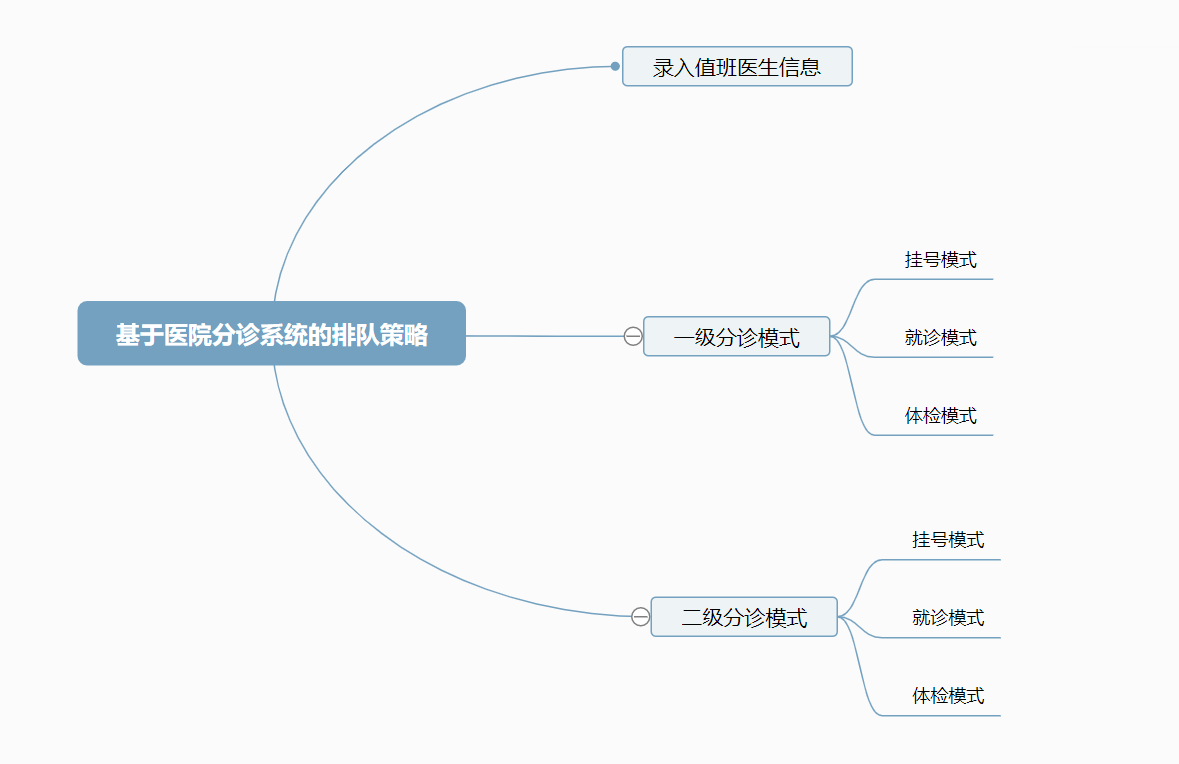 录入值班医生信息
基于医院分诊系统的排队策略
一级分诊模式
挂号模式
就诊模式
体检模式
二级分诊模式
挂号模式
就诊模式
体检模式